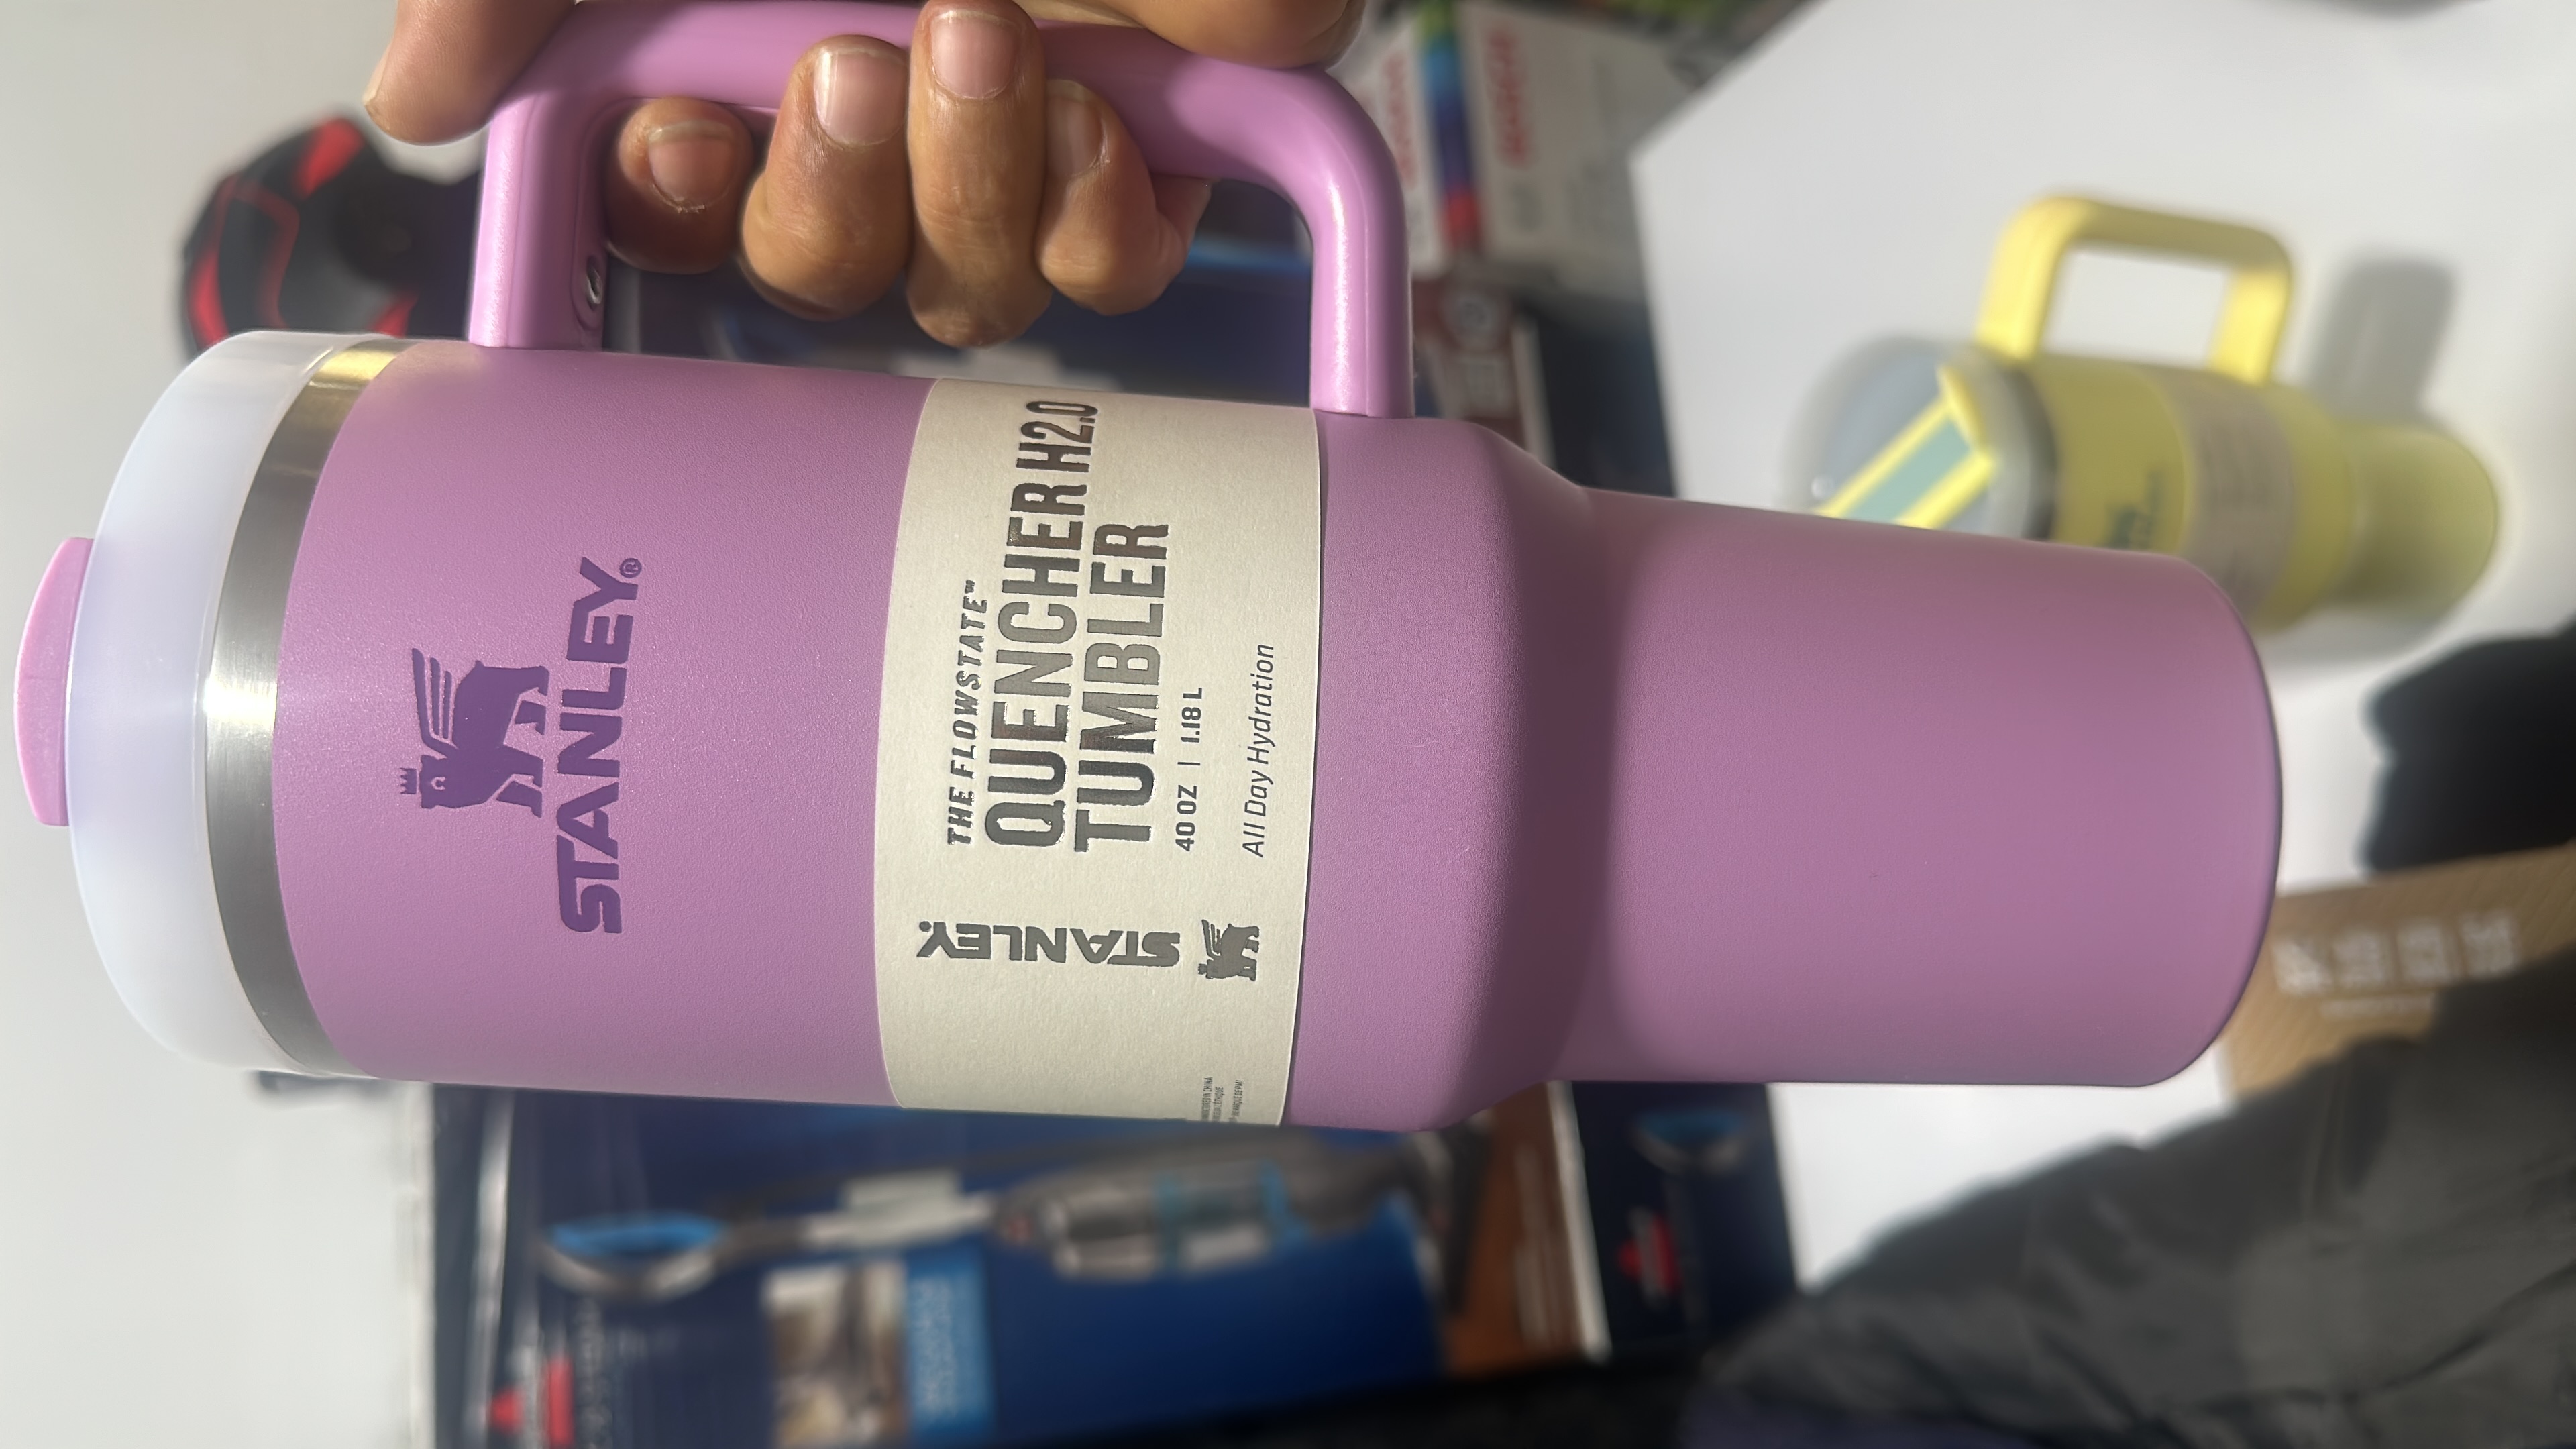 STANLEY®
THE FLOWSTATE™
QUENCHER H2.0
TUMBLER
40 OZ | 1.18 L
All Day Hydration
STANLEY.